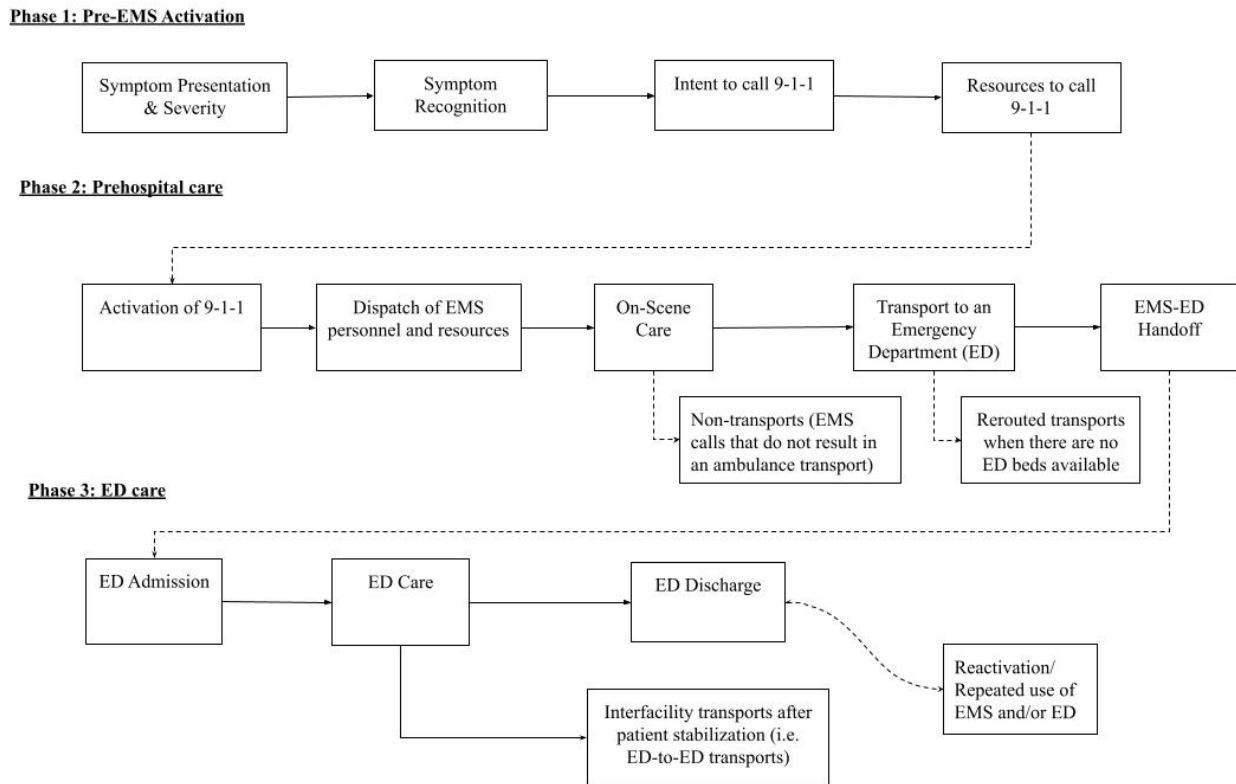 Phase 1: Pre-EMS Activation
Symptom Presentation
& Severity
Symptom
Recognition
Intent to call 9-1-1
Resources to call
9-1-1
Phase 2: Prehospital care
Activation of 9-1-1
Dispatch of EMS
personnel and resources
On-Scene
Care
Transport to an
Emergency
Department (ED)
EMS-ED
Handoff
Non-transports (EMS
calls that do not result in
an ambulance transport)
Rerouted transports
when there are no
ED beds available
Phase 3: ED care
ED Admission
ED Care
ED Discharge
Reactivation/
Repeated use of
EMS and/or ED
Interfacility transports after
patient stabilization (i.e.
ED-to-ED transports)